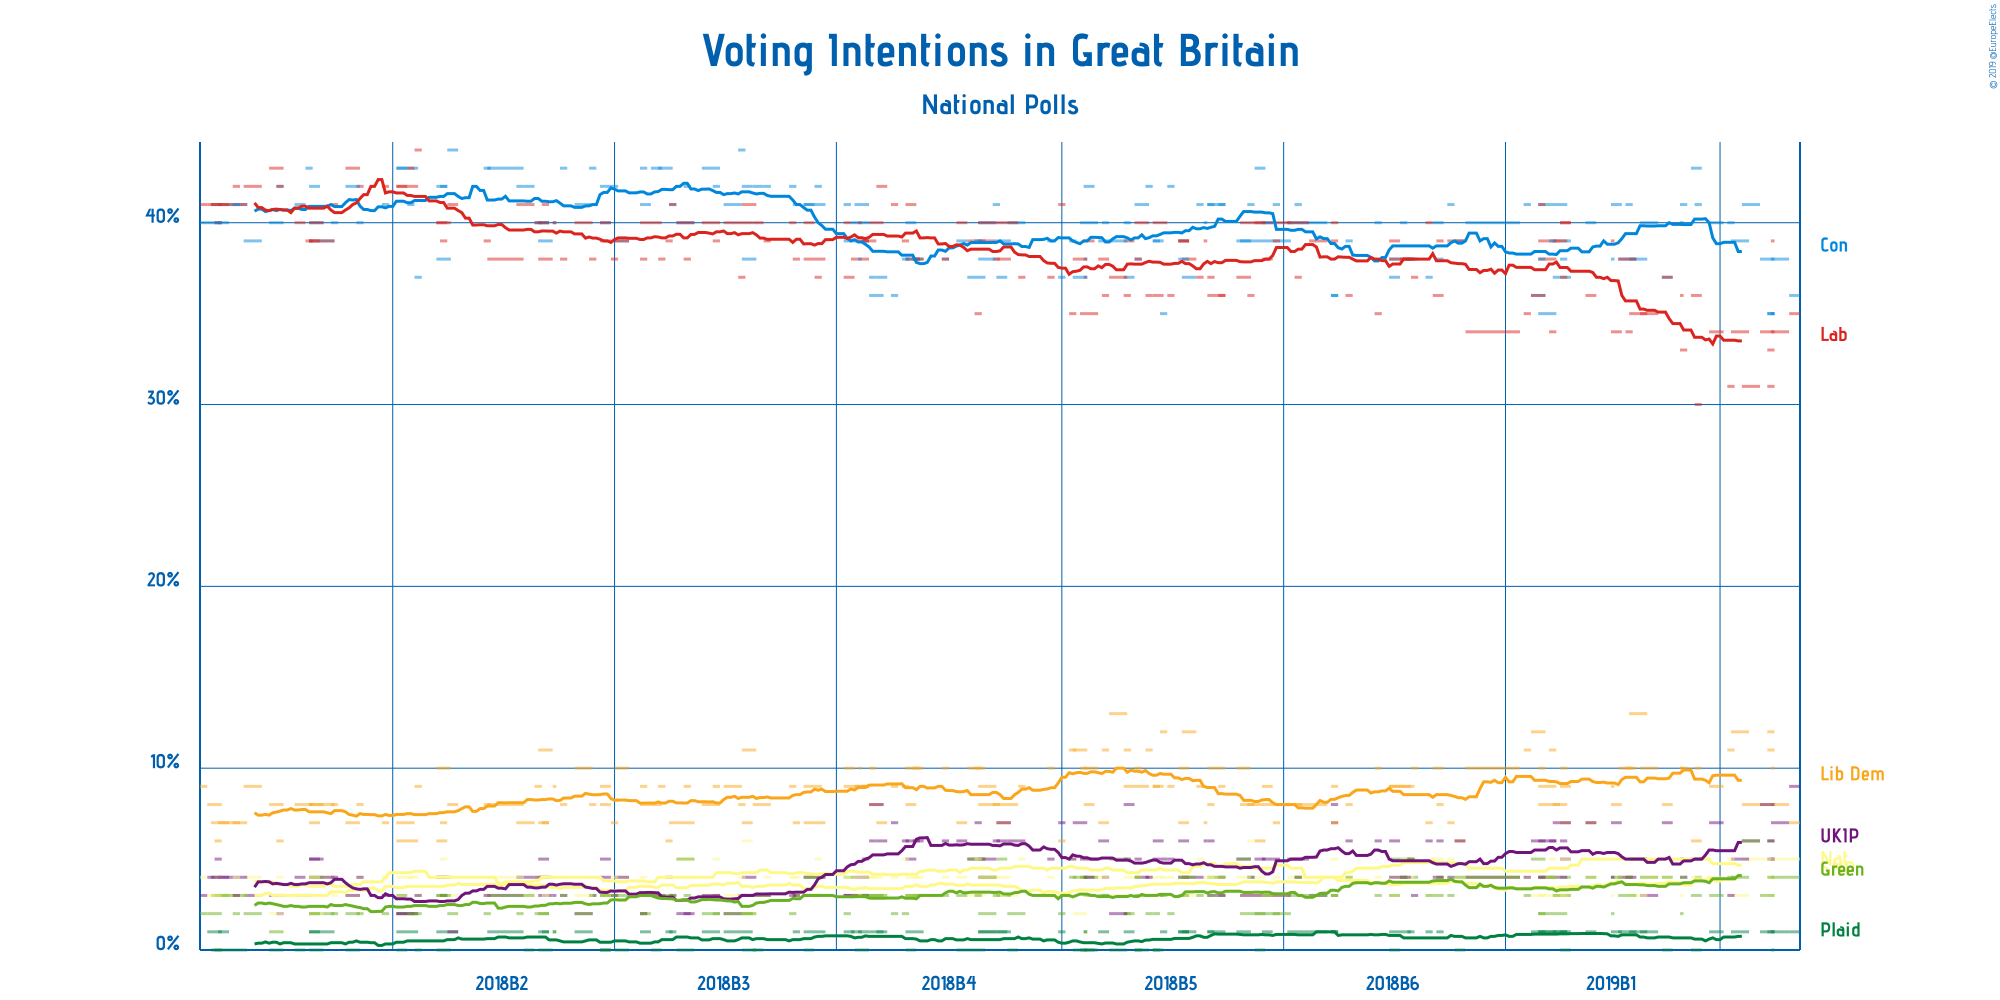 Voting Intentions in Great Britain
National Polls
© 2019 @EuropeElects
40%
30%
20%
10%
0%
Con
Lab
Lib Dem
UKIP
Green
Plaid
2018B2
2018B3
2018B4
2018B5
2018B6
2019B1